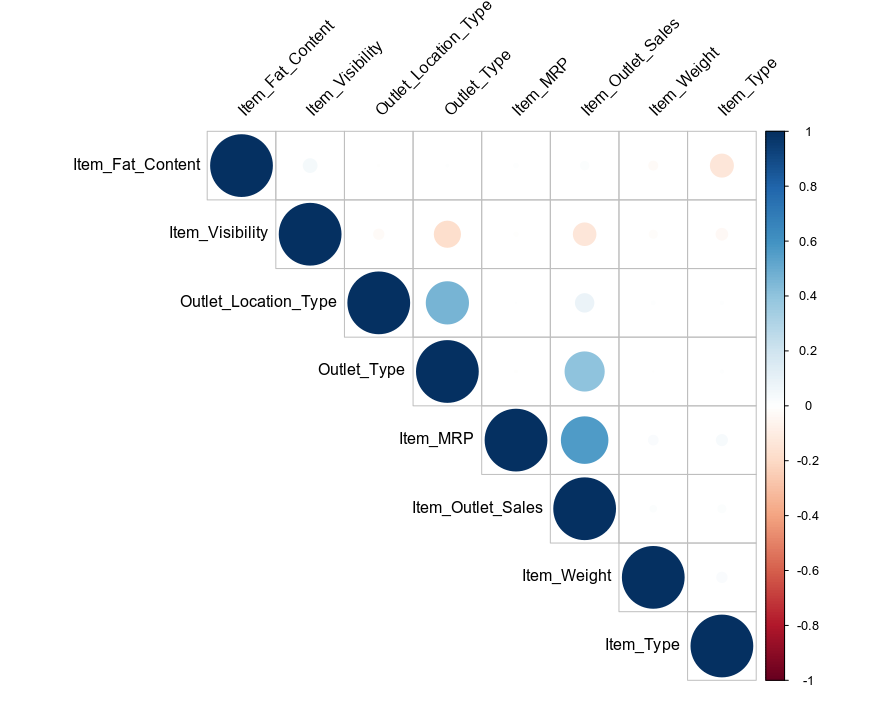 Item_Fat_Content
Item_Visibility
Outlet_Location_Type
Outlet_Type
Item_MRP
Item_Outlet_Sales
Item_Weight
Item_Type
Item_Fat_Content
Item_Visibility
Outlet_Location_Type
Outlet_Type
Item_MRP
Item_Outlet_Sales
Item_Weight
Item_Type
1
0.8
0.6
0.4
0.2
0
-0.2
-0.4
-0.6
-0.8
-1